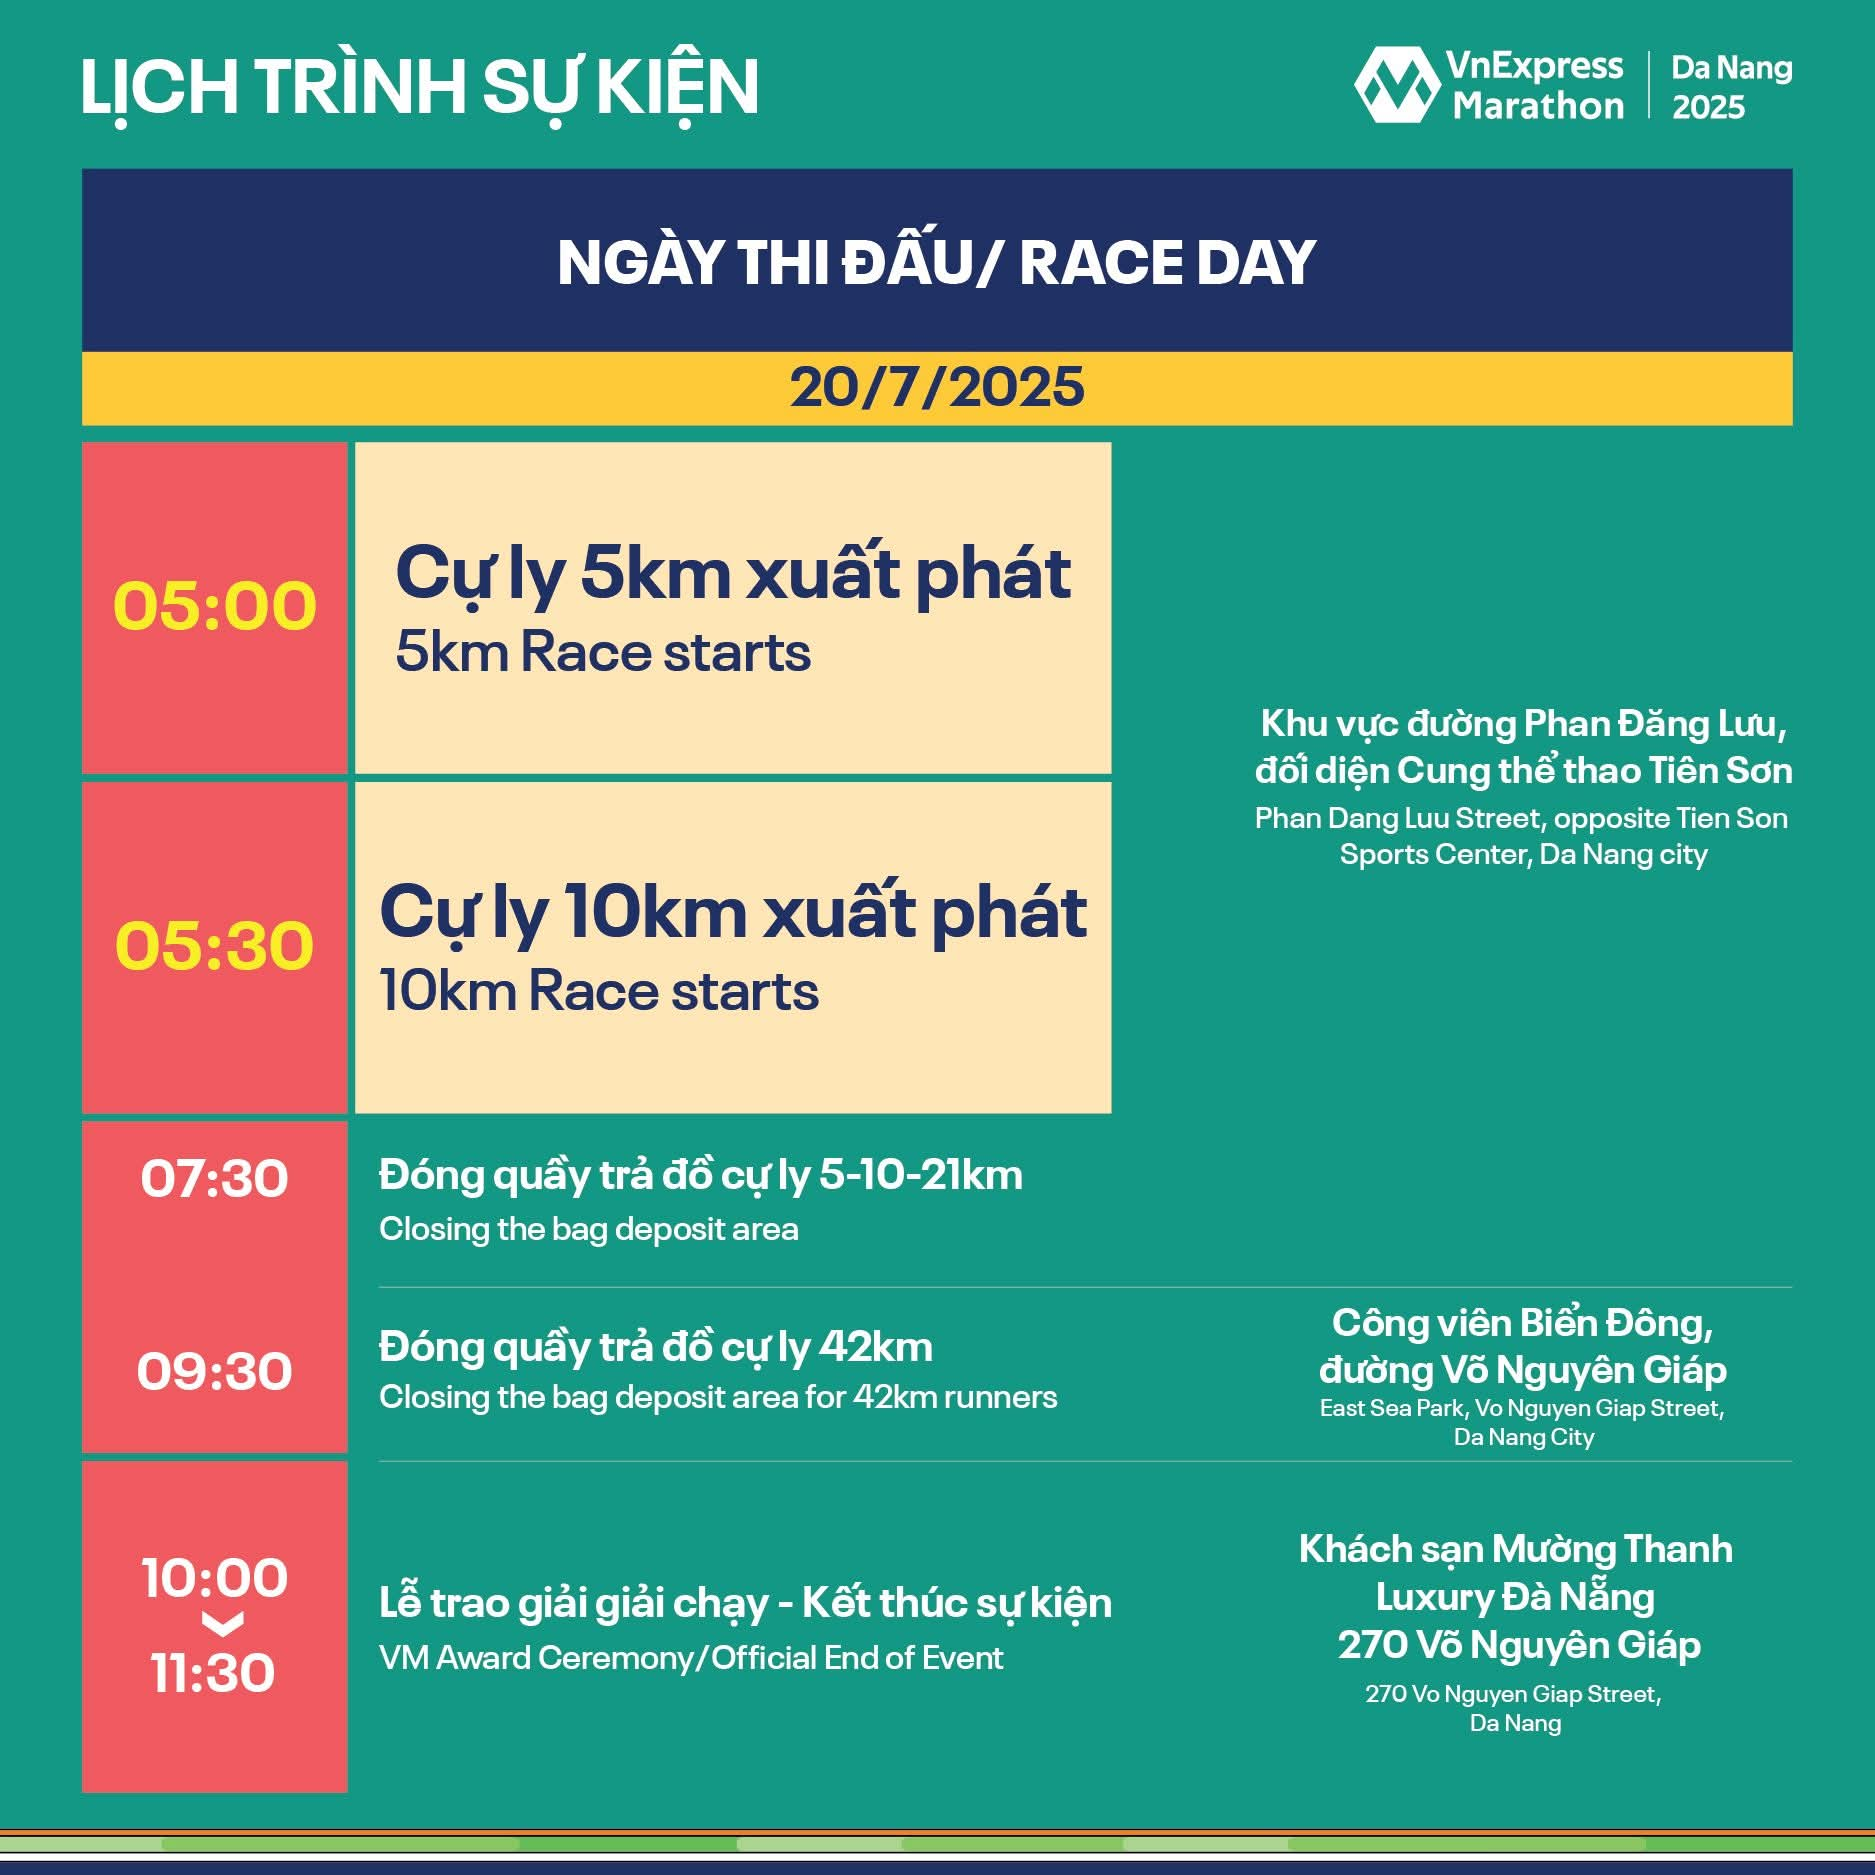 LỊCH TRÌNH SỰ KIỆN
VnExpress
Marathon
Da Nang
2025
NGÀY THI ĐẤU/ RACE DAY
20/7/2025
05:00
Cự ly 5km xuất phát
5km Race starts
05:30
Cự ly 10km xuất phát
10km Race starts
Khu vực đường Phan Đăng Lưu,
đối diện Cung thể thao Tiên Sơn
Phan Dang Luu Street, opposite Tien Son
Sports Center, Da Nang city
07:30
Đóng quầy trả đồ cự ly 5-10-21km
Closing the bag deposit area
09:30
Đóng quầy trả đồ cự ly 42km
Closing the bag deposit area for 42km runners
Công viên Biển Đông,
đường Võ Nguyên Giáp
East Sea Park, Vo Nguyen Giap Street,
Da Nang City
10:00
11:30
Lễ trao giải giải chạy - Kết thúc sự kiện
VM Award Ceremony/Official End of Event
Khách sạn Mường Thanh
Luxury Đà Nẵng
270 Võ Nguyên Giáp
270 Vo Nguyen Giap Street,
Da Nang